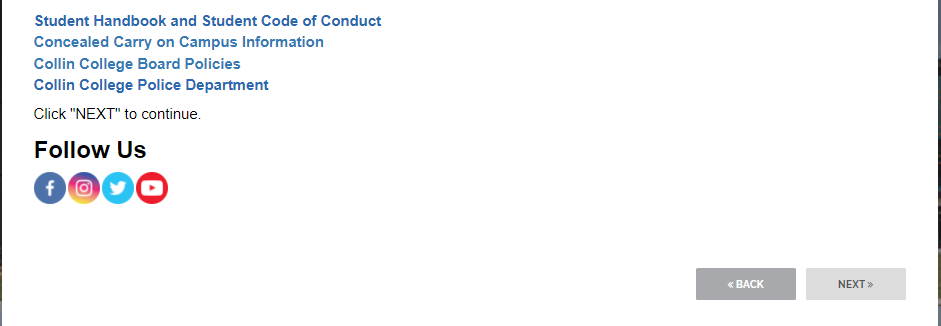 Student Handbook and Student Code of Conduct
Concealed Carry on Campus Information
Collin College Board Policies
Collin College Police Department
Click "NEXT" to continue.
Follow Us
« BACK
NEXT »